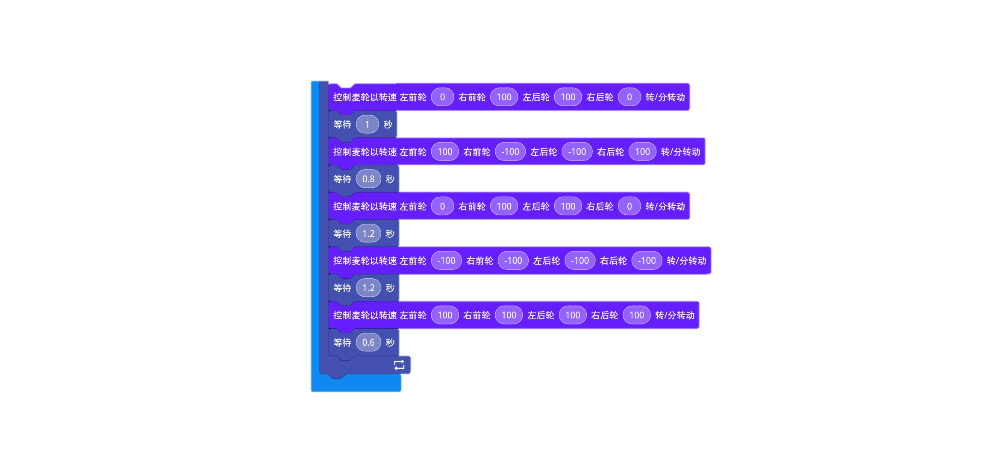 控制麦轮以转速 左前轮 0 右前轮 100 左后轮 100 右后轮 0 转/分转动
等待 1 秒
控制麦轮以转速 左前轮 100 右前轮 -100 左后轮 -100 右后轮 100 转/分转动
等待 0.8 秒
控制麦轮以转速 左前轮 0 右前轮 100 左后轮 100 右后轮 0 转/分转动
等待 1.2 秒
控制麦轮以转速 左前轮 -100 右前轮 -100 左后轮 -100 右后轮 -100 转/分转动
等待 1.2 秒
控制麦轮以转速 左前轮 100 右前轮 100 左后轮 100 右后轮 100 转/分转动
等待 0.6 秒